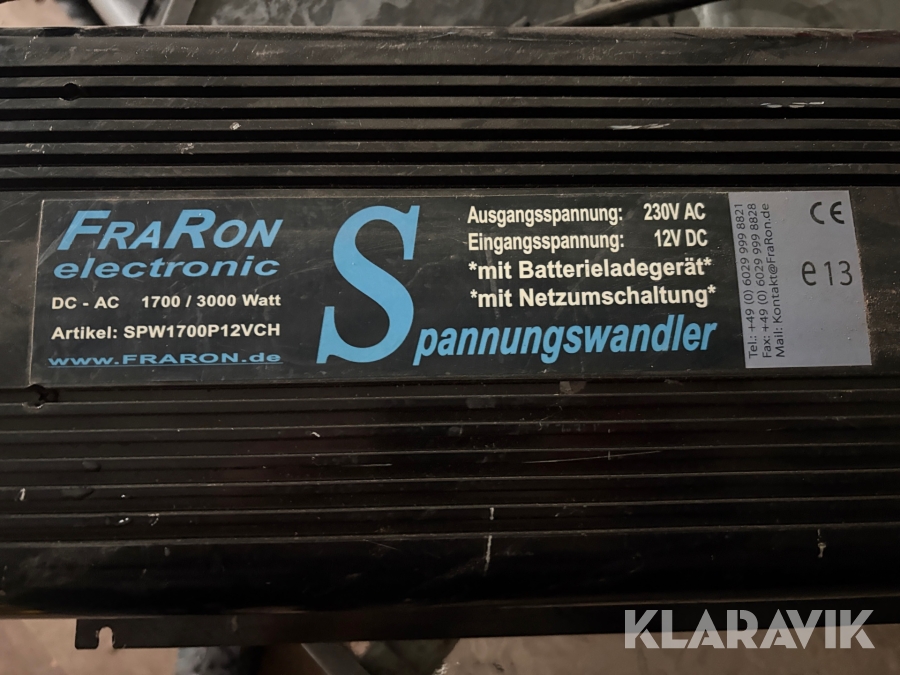 FRARON
electronic
DC - AC 1700 / 3000 Watt
Artikel: SPW1700P12VCH
www.FRARON.de
Spannungswandler
Ausgangsspannung: 230V AC
Eingangsspannung: 12V DC
*mit Batterieladegerät*
*mit Netzumschaltung*
Tel.: +49 (0) 6029 999 8821
Fax: +49 (0) 6029 999 8828
Mail: Kontakt@FraRon.de
CE
e13
KLARAVIK